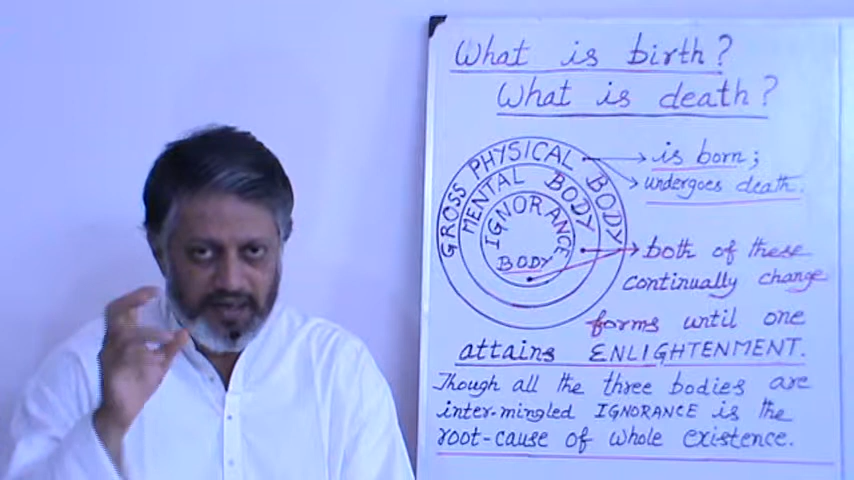 What is birth?
What is death?
GROSS PHYSICAL BODY
MENTAL BODY
IGNORANCE
BODY
is born;
undergoes death.
both of these
continually change
forms until one
attains ENLIGHTENMENT.
Though all the three bodies are
inter-mingled IGNORANCE is the
root-cause of whole existence.